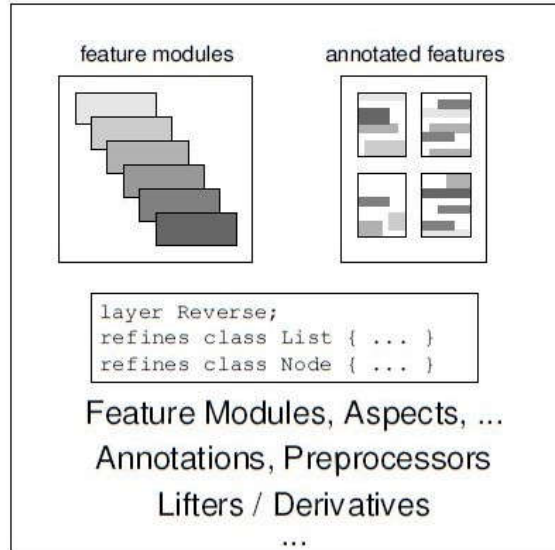 feature modules
annotated features
layer Reverse;
refines class List { ... }
refines class Node { ... }
Feature Modules, Aspects, ...
Annotations, Preprocessors
Lifters / Derivatives
...